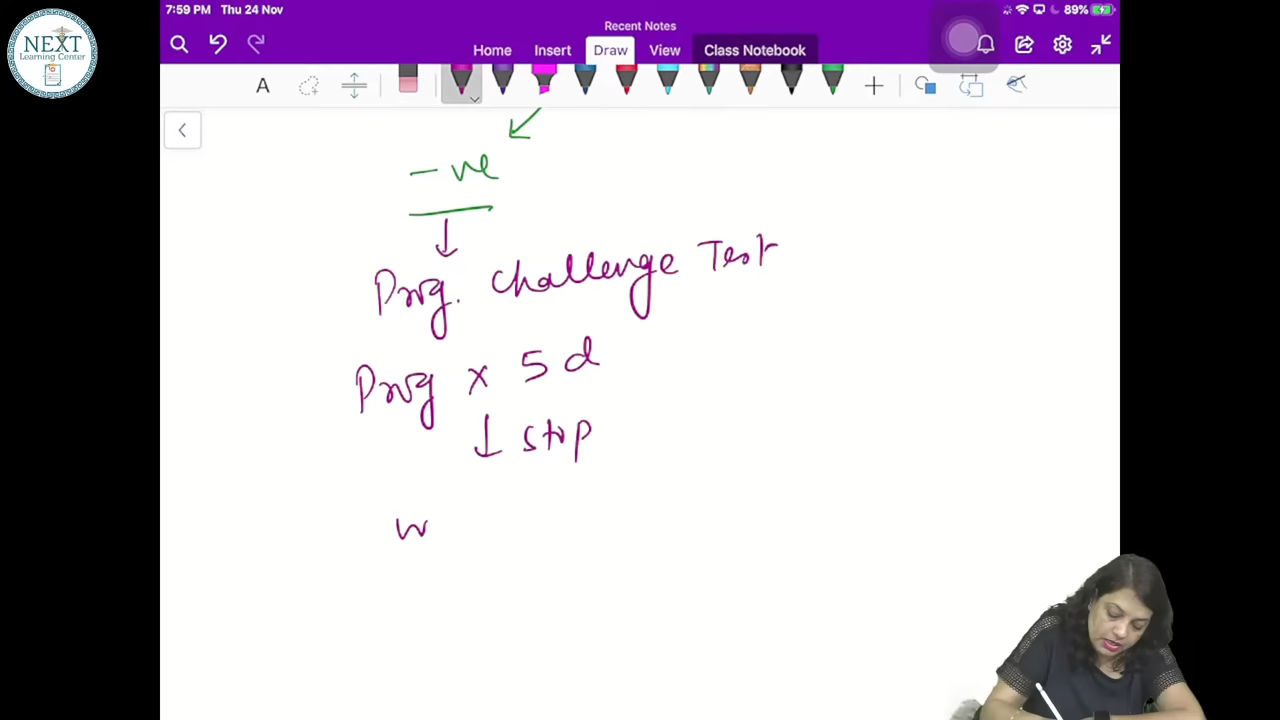 7:59 PM Thu 24 Nov
89%
Recent Notes
NEXT
Learning Center
Home Insert Draw View Class Notebook
A
-ve
Prog. Challenge Test
Prog x 5 d
↓ stop
w